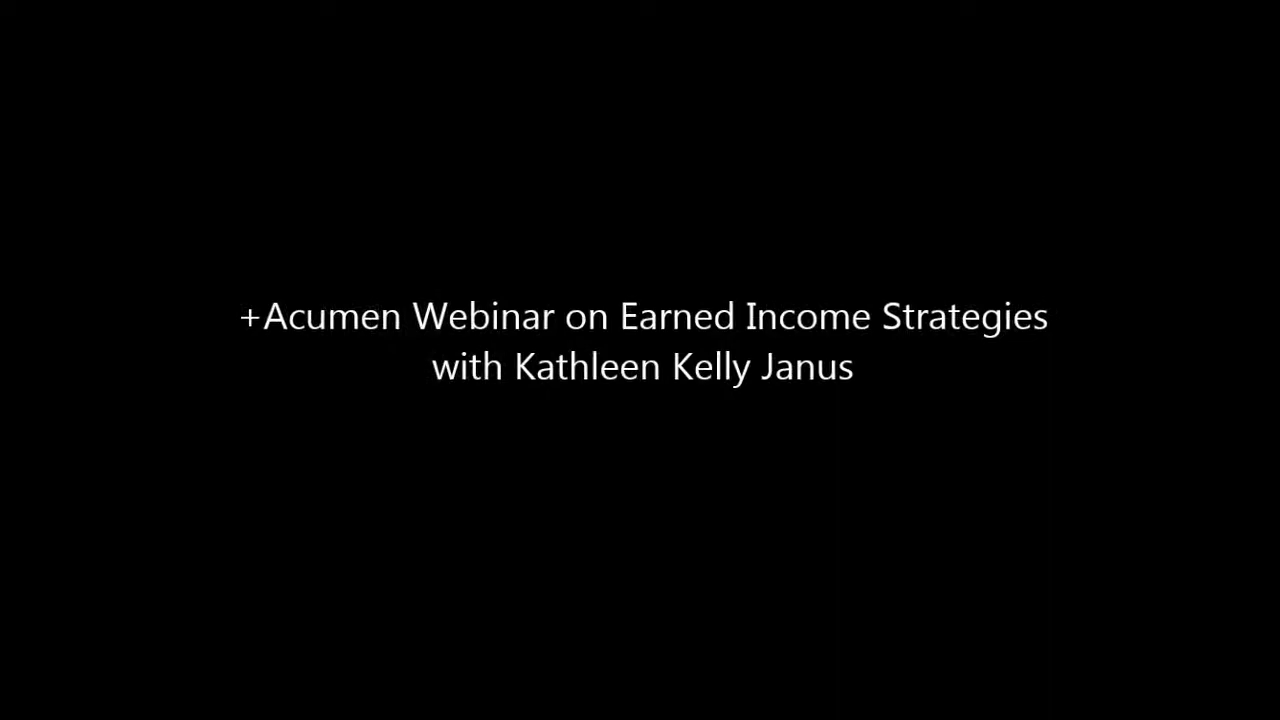 +Acumen Webinar on Earned Income Strategies
with Kathleen Kelly Janus